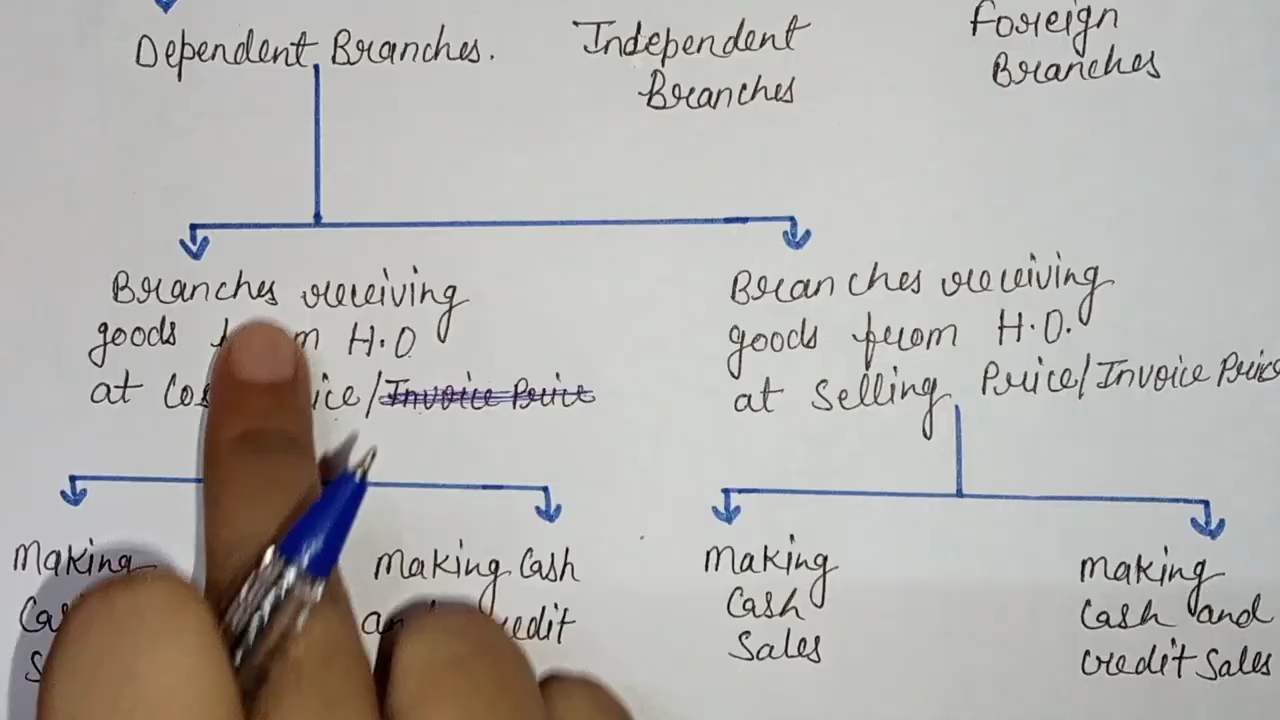 Dependent Branches.
Independent
Branches
Foreign
Branches
Branches receiving
goods H.O
at /Invoice Price
Branches receiving
goods from H.O.
at Selling Price/Invoice Price
Making
Making Cash
Making
Cash
Sales
Making
Cash and
credit Sales